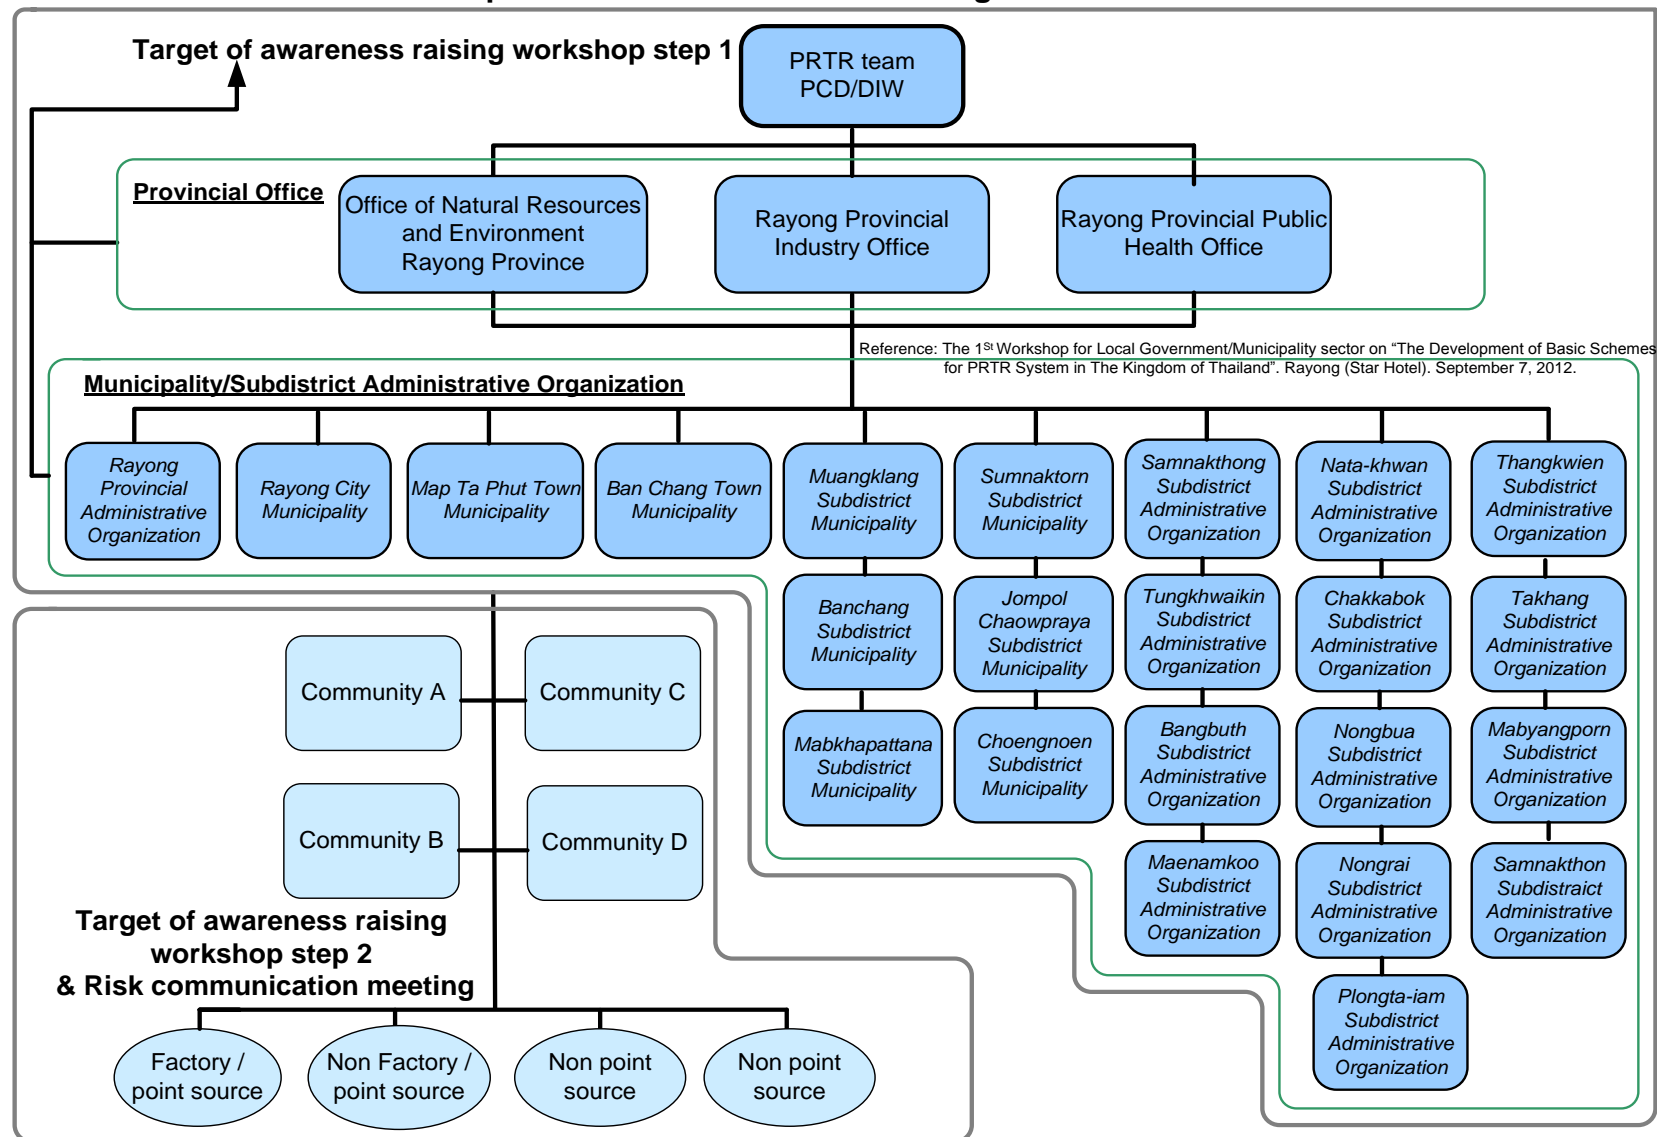 Target of awareness raising workshop step 1
PRTR team
PCD/DIW
Provincial Office
Office of Natural Resources
and Environment
Rayong Province
Rayong Provincial
Industry Office
Rayong Provincial Public
Health Office
Reference: The 1St Workshop for Local Government/Municipality sector on “The Development of Basic Schemes
for PRTR System in The Kingdom of Thailand”. Rayong (Star Hotel). September 7, 2012.
Municipality/Subdistrict Administrative Organization
Rayong
Provincial
Administrative
Organization
Rayong City
Municipality
Map Ta Phut Town
Municipality
Ban Chang Town
Municipality
Muangklang
Subdistrict
Municipality
Sumnaktorn
Subdistrict
Municipality
Samnakthong
Subdistrict
Administrative
Organization
Nata-khwan
Subdistrict
Administrative
Organization
Thangkwien
Subdistrict
Administrative
Organization
Banchang
Subdistrict
Municipality
Jompol
Chaowpraya
Subdistrict
Municipality
Tungkhwaikin
Subdistrict
Administrative
Organization
Chakkabok
Subdistrict
Administrative
Organization
Takhang
Subdistrict
Administrative
Organization
Mabkhapattana
Subdistrict
Municipality
Choengnoen
Subdistrict
Municipality
Bangbuth
Subdistrict
Administrative
Organization
Nongbua
Subdistrict
Administrative
Organization
Mabyangporn
Subdistrict
Administrative
Organization
Maenamkoo
Subdistrict
Administrative
Organization
Nongrai
Subdistrict
Administrative
Organization
Samnakthon
Subdistraict
Administrative
Organization
Plongta-iam
Subdistrict
Administrative
Organization
Community A
Community C
Community B
Community D
Target of awareness raising
workshop step 2
& Risk communication meeting
Factory /
point source
Non Factory /
point source
Non point
source
Non point
source